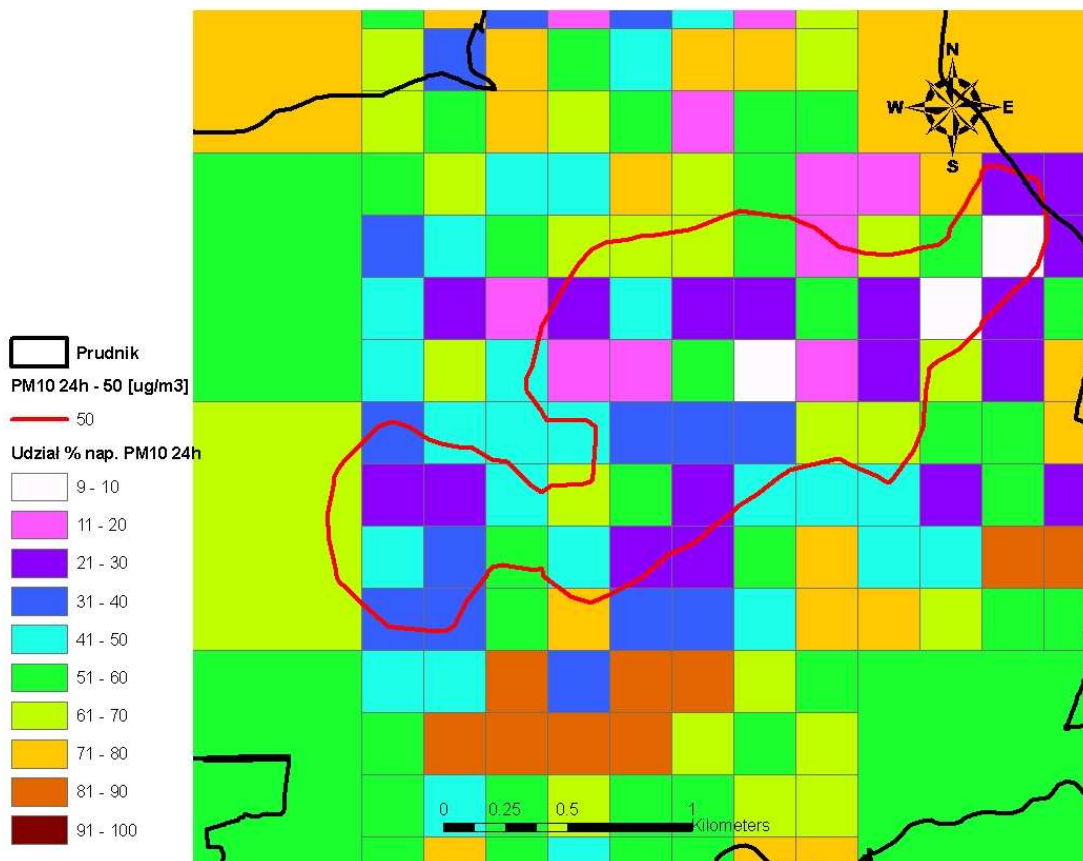 N
W E
S
Prudnik
PM10 24h - 50 [ug/m3]
50
Udział % nap. PM10 24h
9 - 10
11 - 20
21 - 30
31 - 40
41 - 50
51 - 60
61 - 70
71 - 80
81 - 90
91 - 100
0 0.25 0.5 1
Kilometers